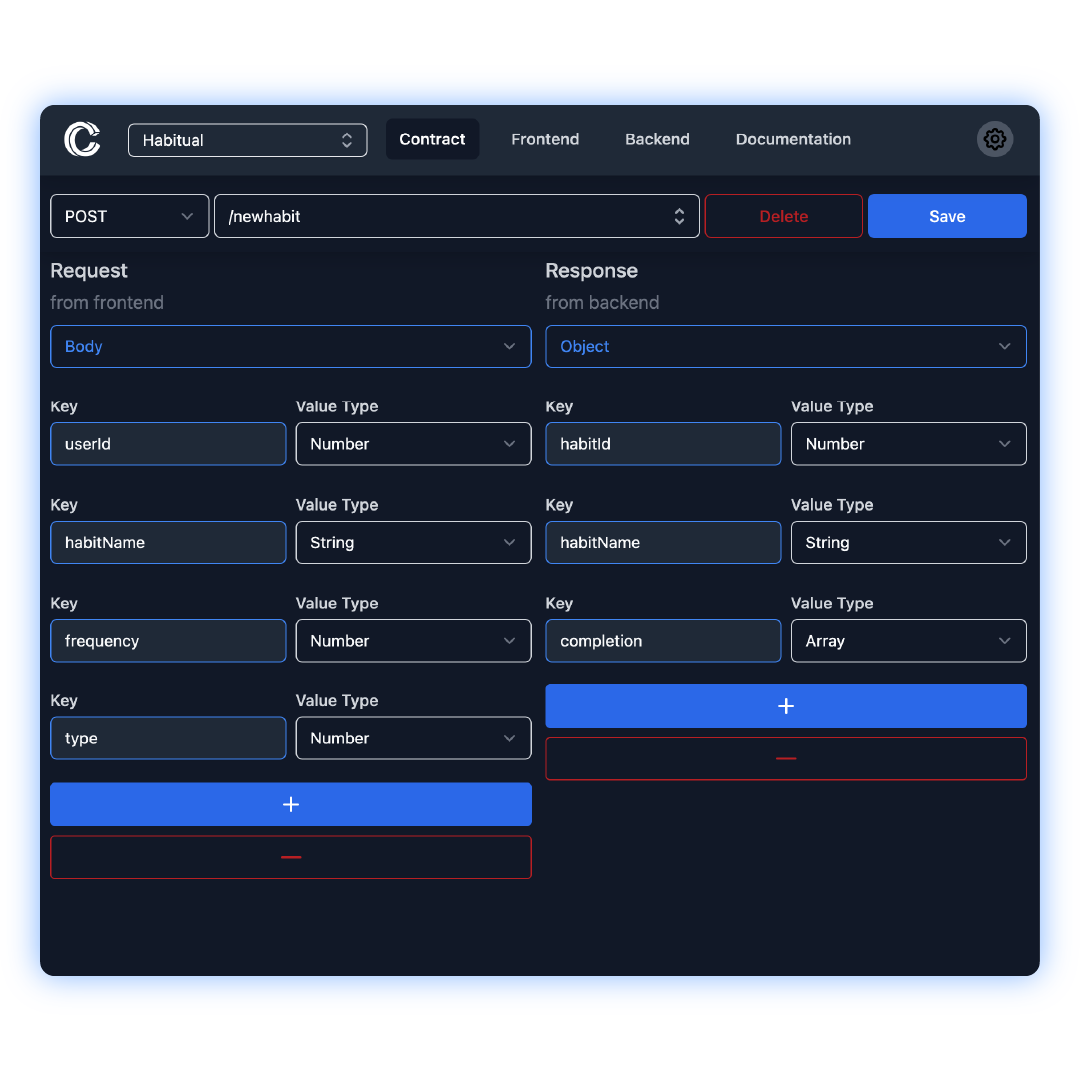 Habitual Contract Frontend Backend Documentation
POST /newhabit Delete Save
Request
from frontend
Body
Key Value Type
userId Number
Key Value Type
habitName String
Key Value Type
frequency Number
Key Value Type
type Number
+
—
Response
from backend
Object
Key Value Type
habitId Number
Key Value Type
habitName String
Key Value Type
completion Array
+
—